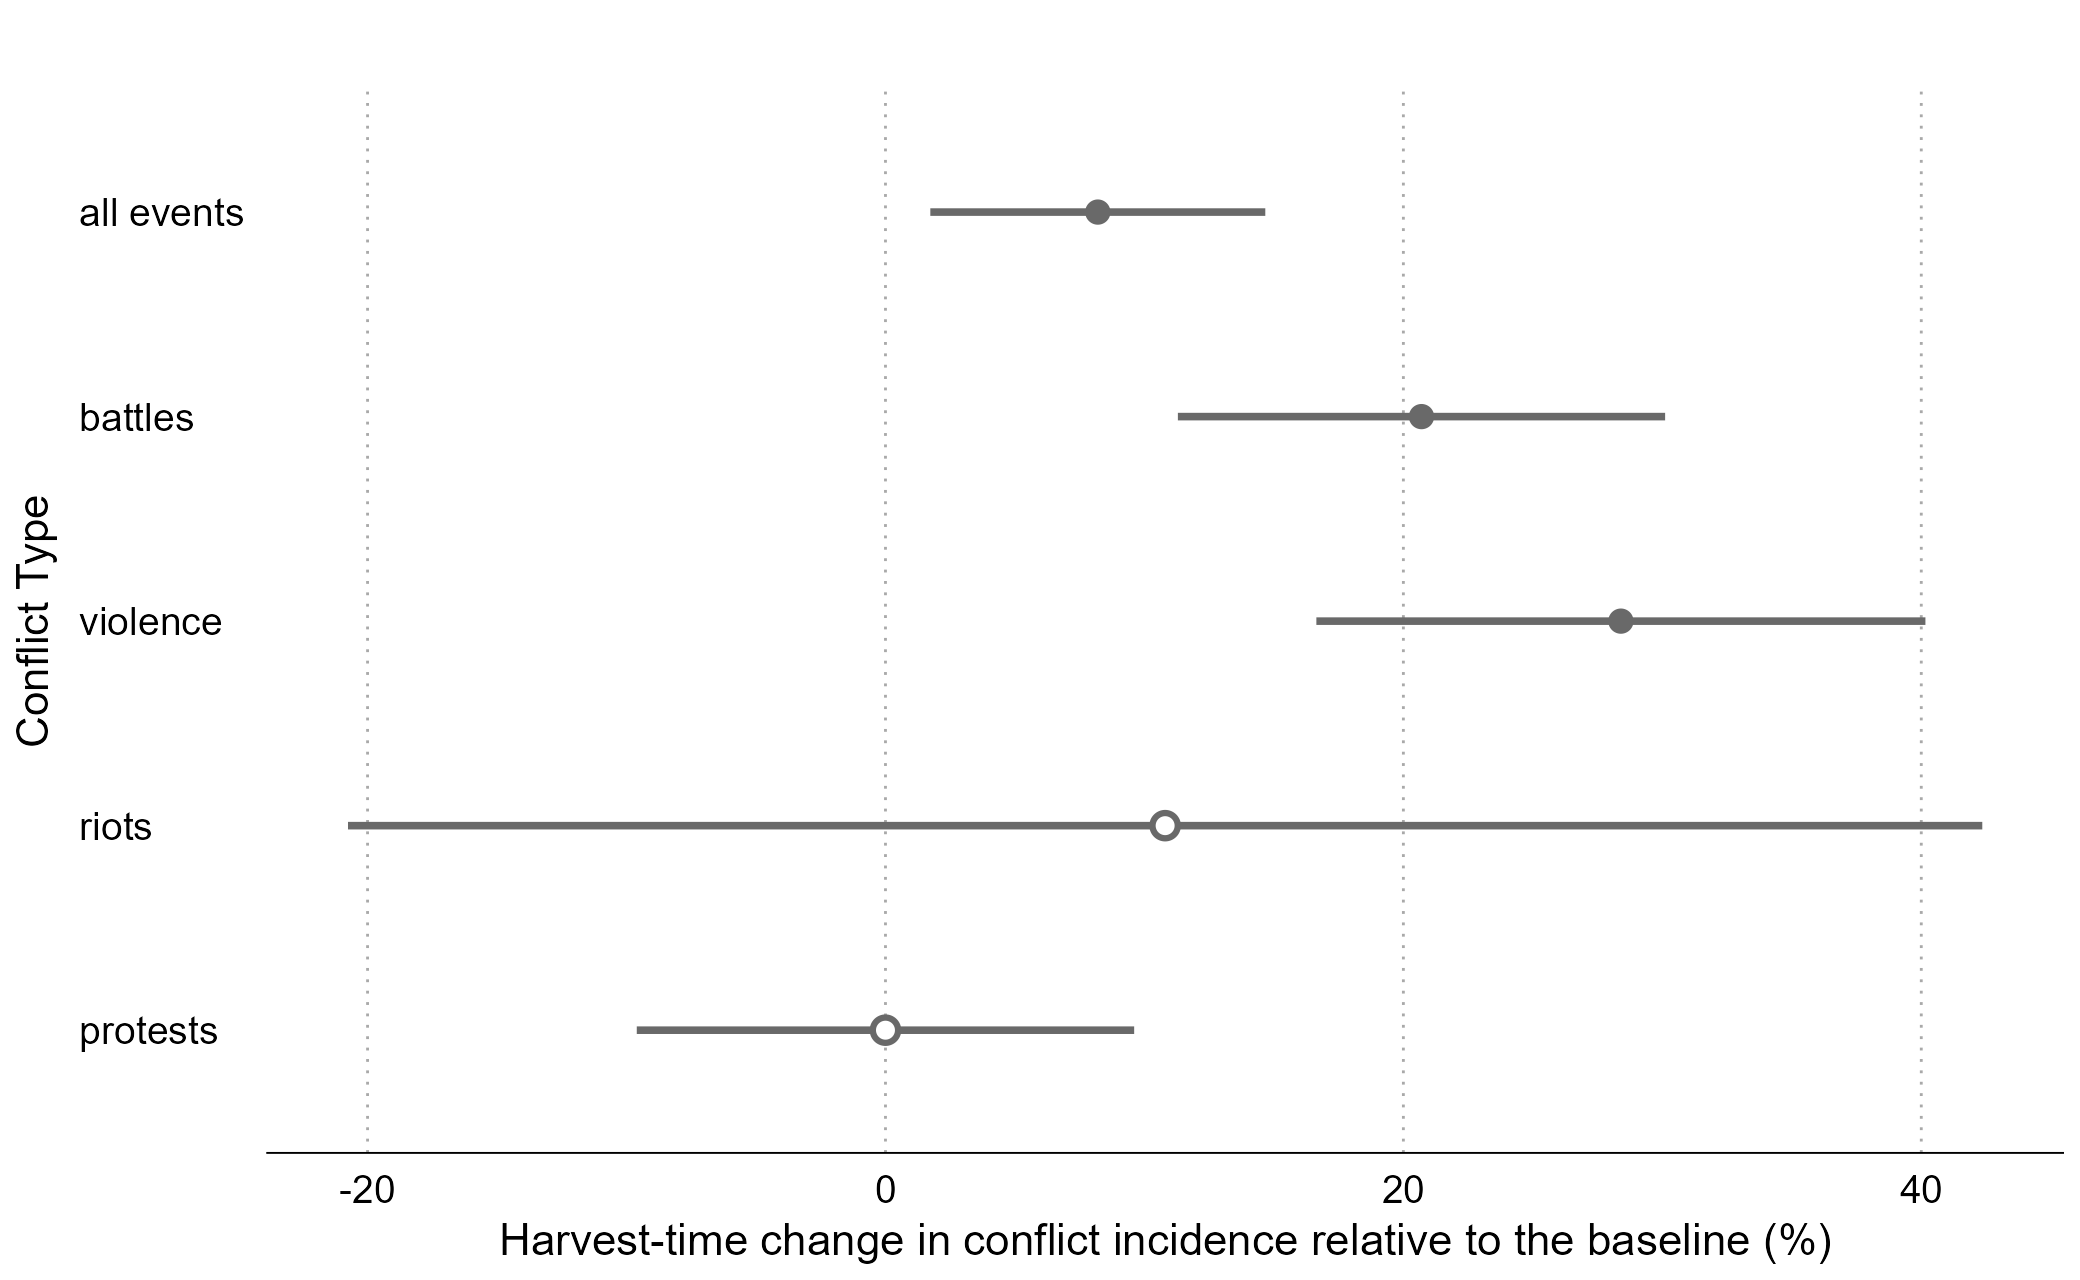 Conflict Type
all events
battles
violence
riots
protests
-20 0 20 40
Harvest-time change in conflict incidence relative to the baseline (%)